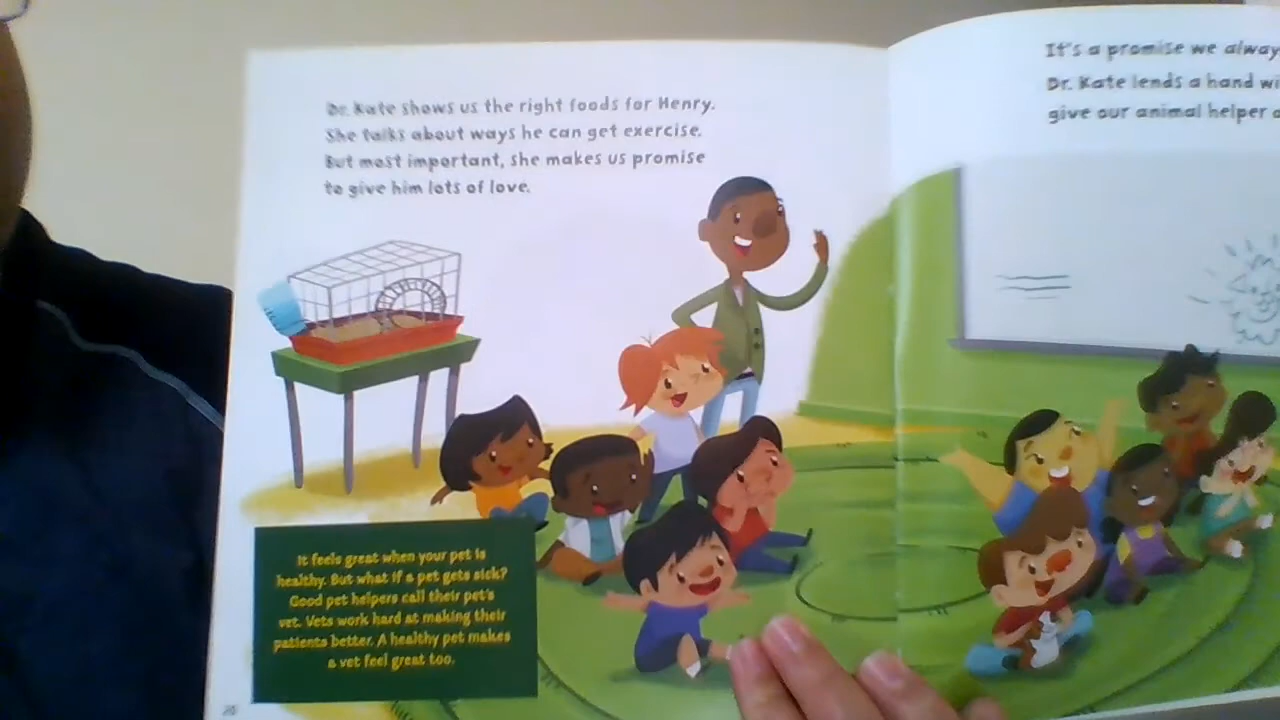 Dr. Kate shows us the right foods for Henry.
She talks about ways he can get exercise.
But most important, she makes us promise
to give him lots of love.
It feels great when your pet is
healthy. But what if a pet gets sick?
Good pet helpers call their pet's
vet. Vets work hard at making their
patients better. A healthy pet makes
a vet feel great too.
20
It's a promise we alway
Dr. Kate lends a hand wi
give our animal helper a